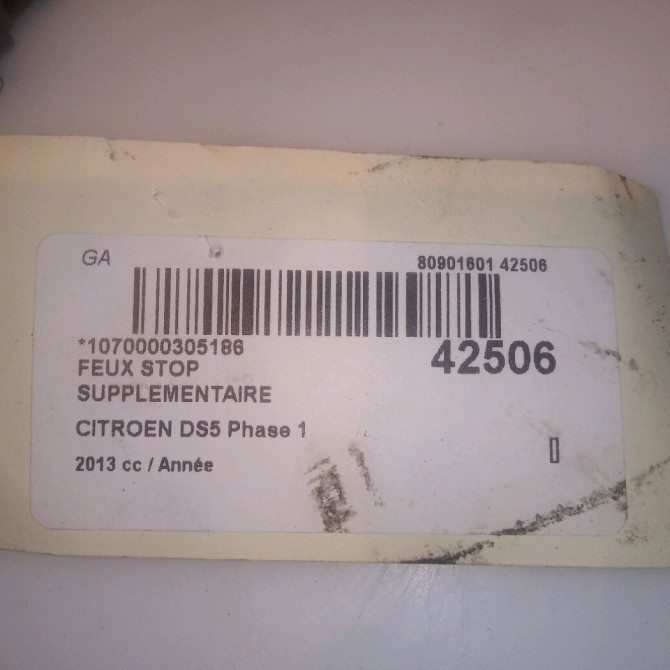 GA
80901601 42506
*1070000305186
42506
FEUX STOP
SUPPLEMENTAIRE
CITROEN DS5 Phase 1
2013 cc / Année